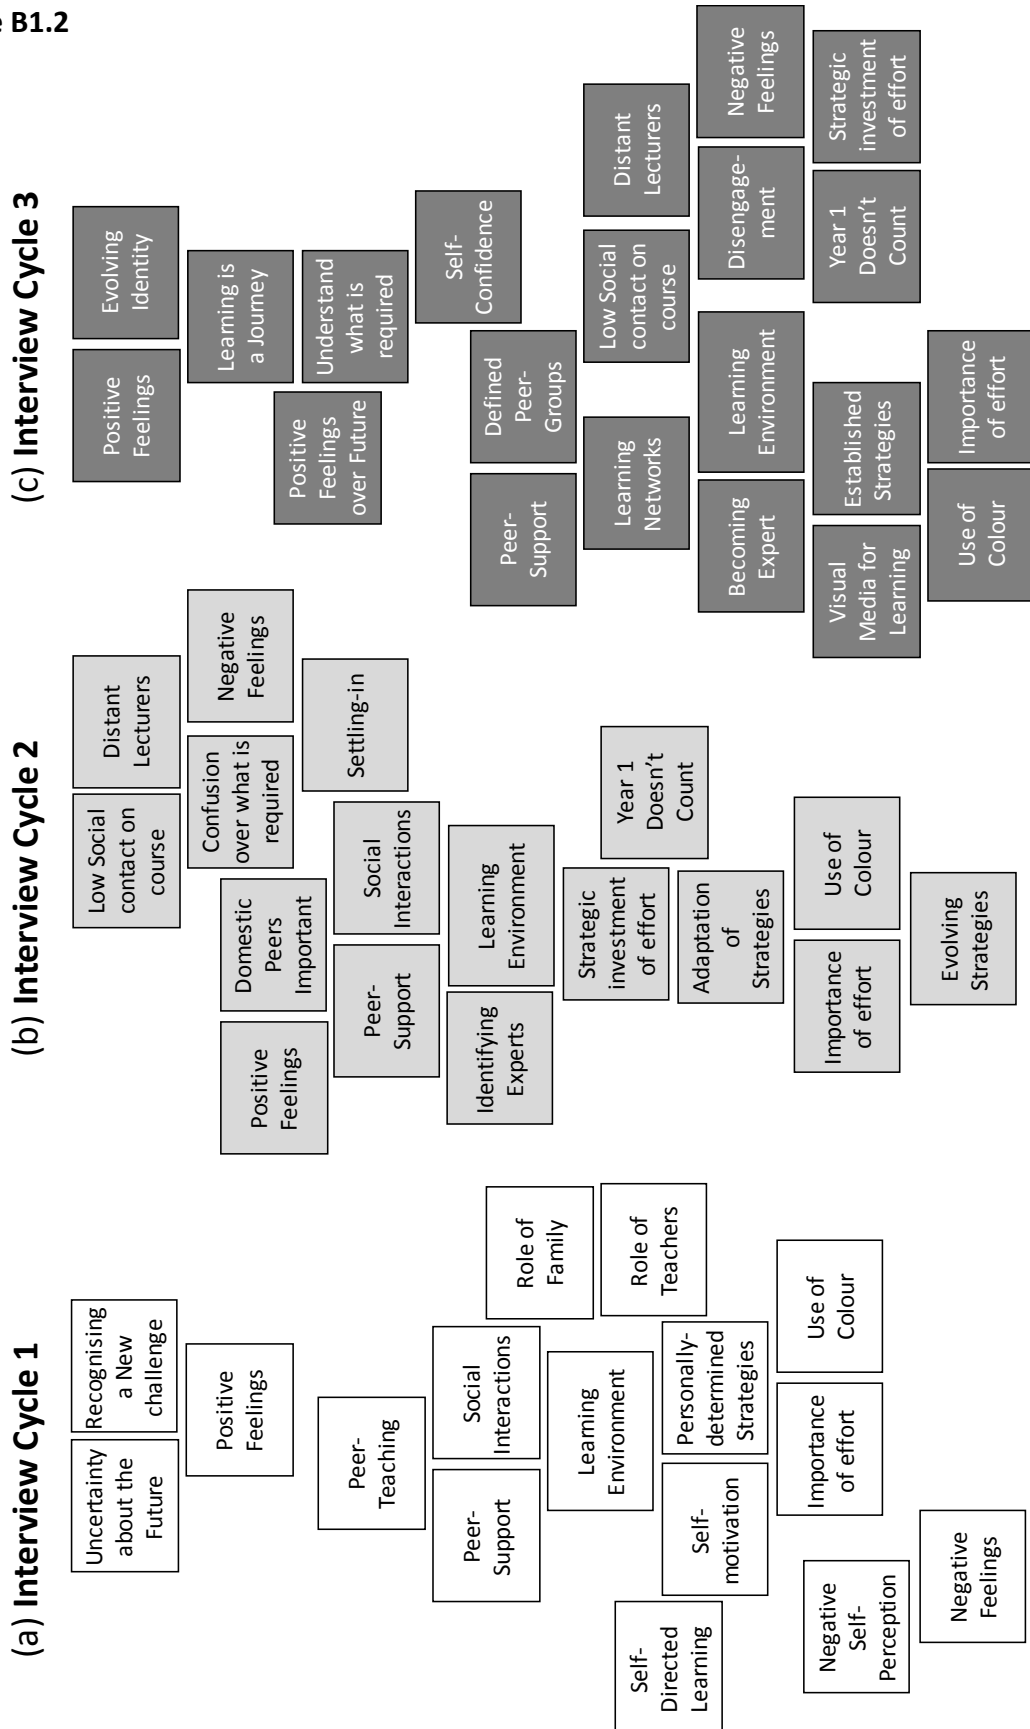 e B1.2
(a) Interview Cycle 1
Uncertainty
about the
Future
Recognising
a New
challenge
Positive
Feelings
Peer-
Teaching
Peer-
Support
Social
Interactions
Role of
Family
Learning
Environment
Role of
Teachers
Self-
Directed
Learning
Self-
motivation
Personally-
determined
Strategies
Negative
Self-
Perception
Importance
of effort
Use of
Colour
Negative
Feelings
(b) Interview Cycle 2
Low Social
contact on
course
Distant
Lecturers
Confusion
over what is
required
Negative
Feelings
Positive
Feelings
Domestic
Peers
Important
Settling-in
Peer-
Support
Social
Interactions
Identifying
Experts
Learning
Environment
Strategic
investment
of effort
Year 1
Doesn’t
Count
Adaptation
of
Strategies
Importance
of effort
Use of
Colour
Evolving
Strategies
(c) Interview Cycle 3
Positive
Feelings
Evolving
Identity
Learning is
a Journey
Positive
Feelings
over Future
Understand
what is
required
Self-
Confidence
Peer-
Support
Defined
Peer-
Groups
Learning
Networks
Low Social
contact on
course
Distant
Lecturers
Becoming
Expert
Learning
Environment
Disengage-
ment
Negative
Feelings
Visual
Media for
Learning
Established
Strategies
Year 1
Doesn’t
Count
Strategic
investment
of effort
Use of
Colour
Importance
of effort